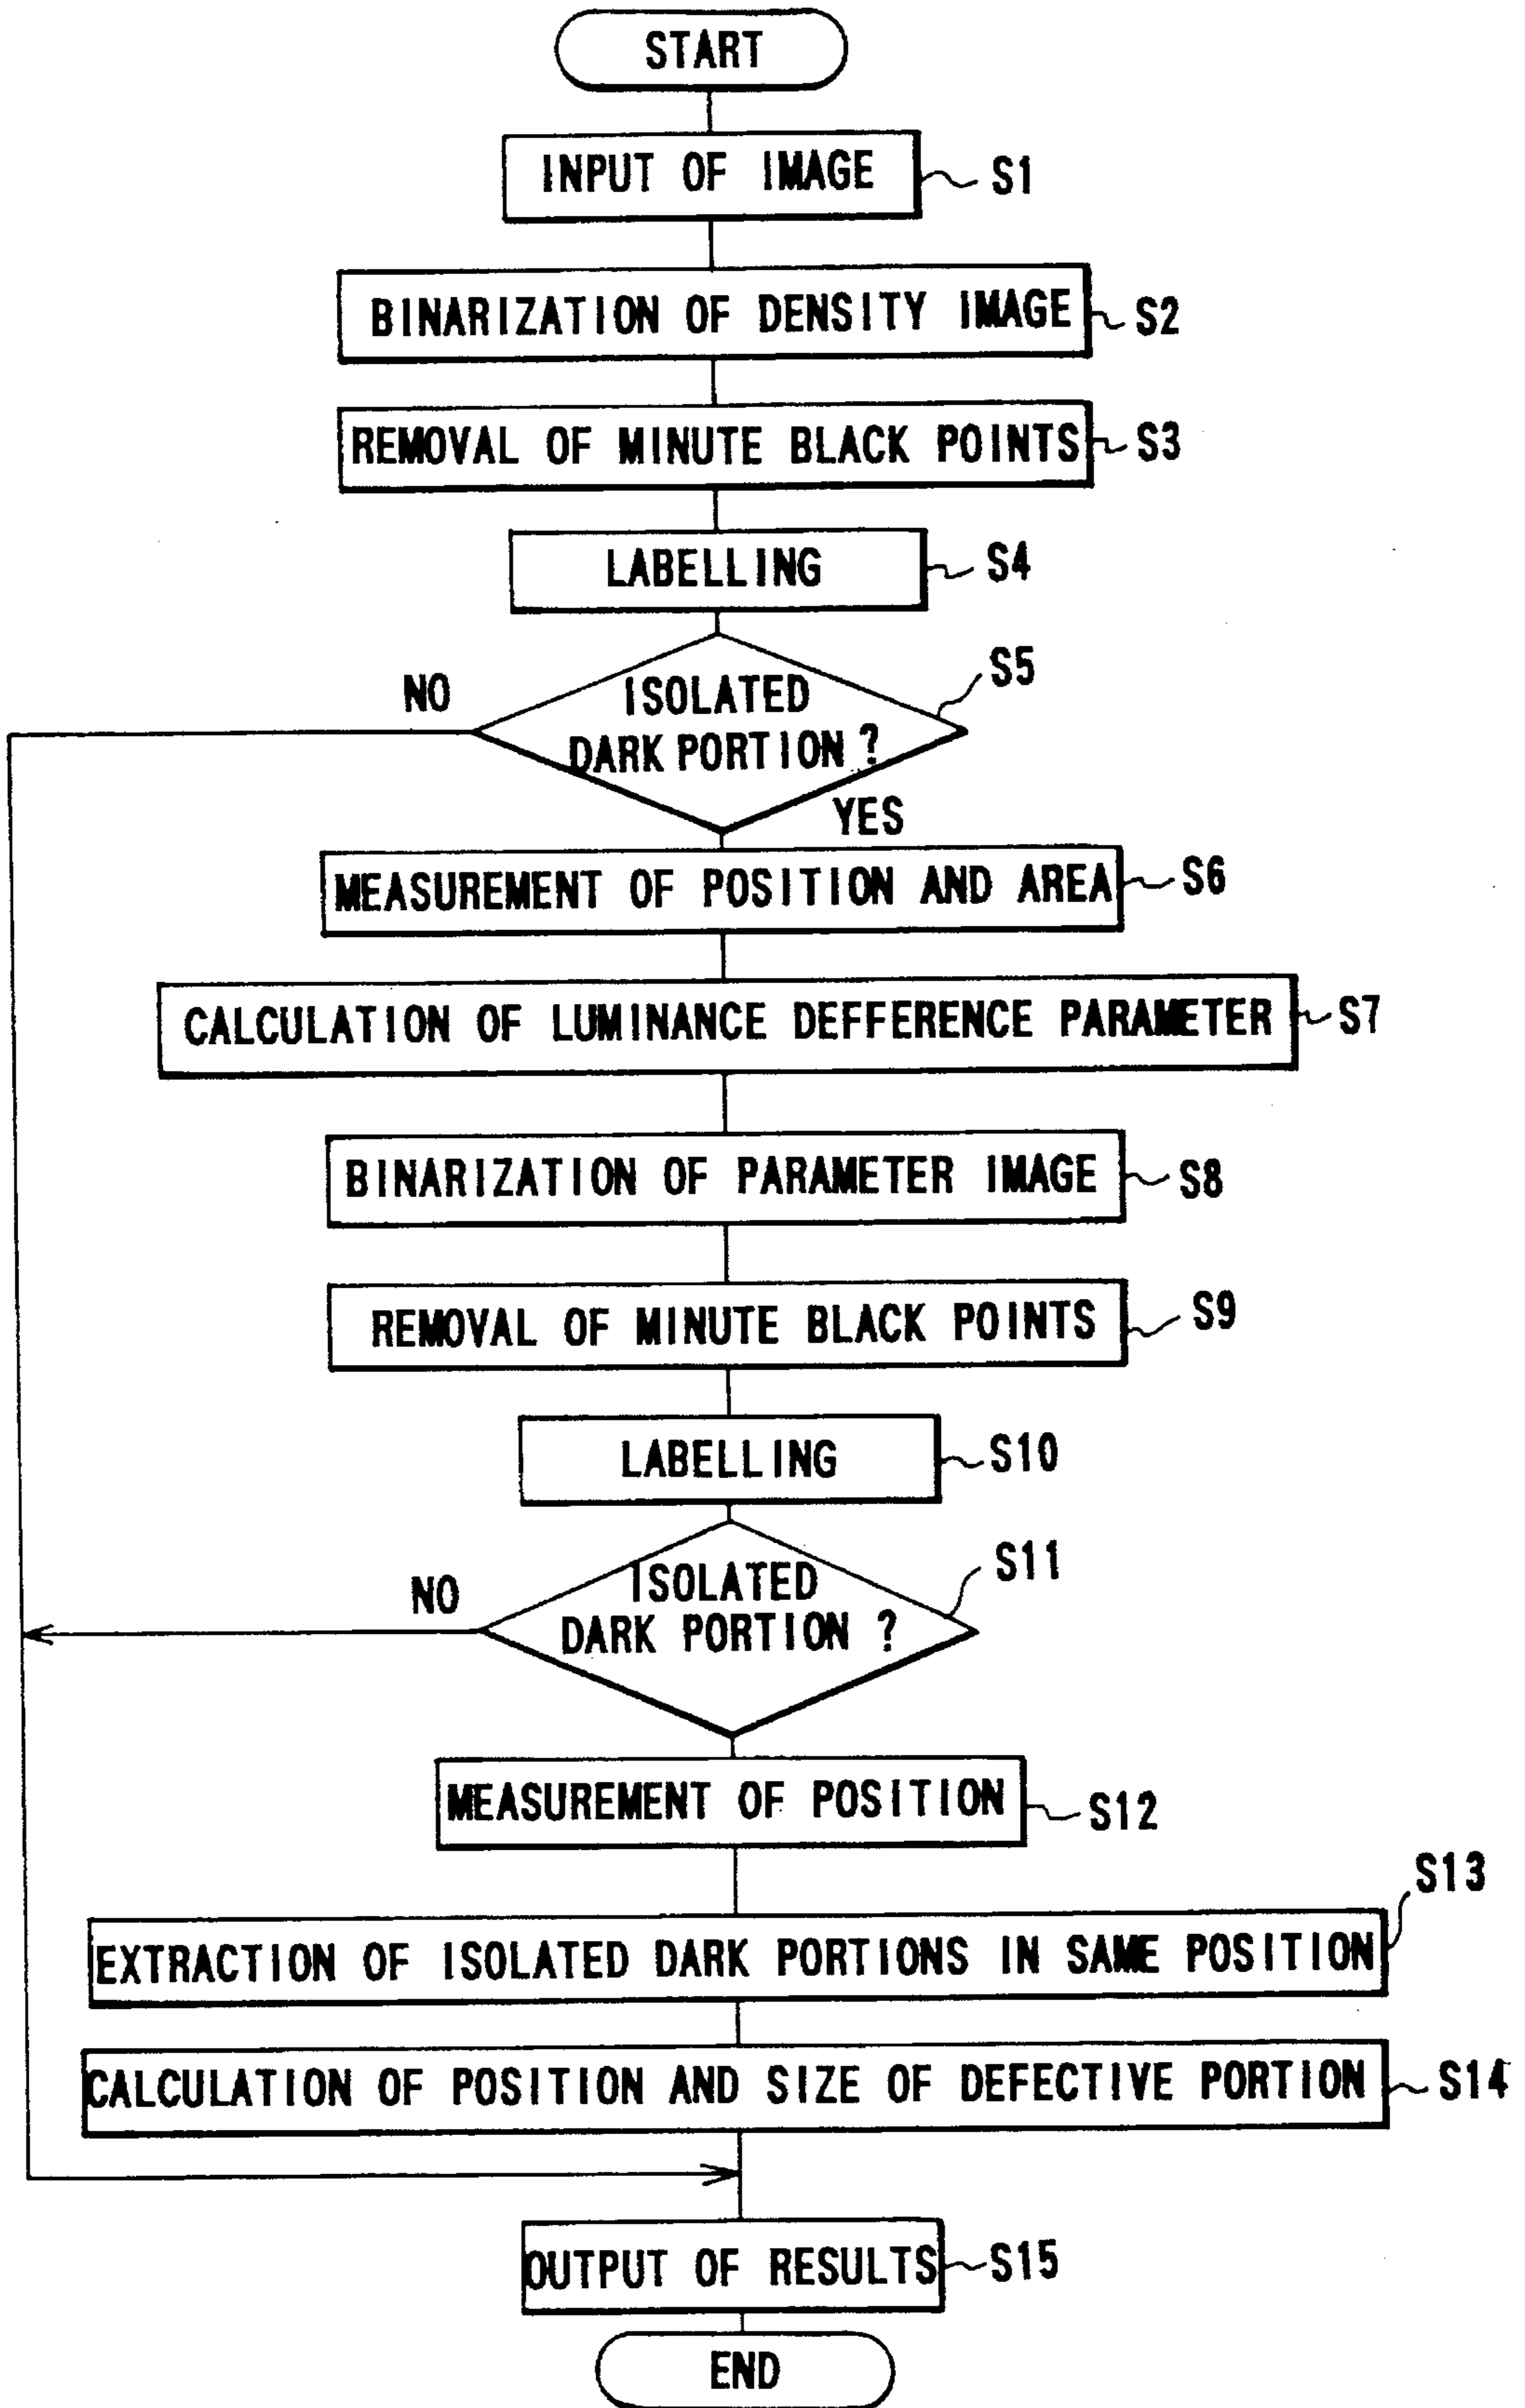 START
INPUT OF IMAGE
S1
BINARIZATION OF DENSITY IMAGE
S2
REMOVAL OF MINUTE BLACK POINTS
S3
LABELLING
S4
ISOLATED
DARK PORTION ?
S5
NO
YES
MEASUREMENT OF POSITION AND AREA
S6
CALCULATION OF LUMINANCE DEFFERENCE PARAMETER
S7
BINARIZATION OF PARAMETER IMAGE
S8
REMOVAL OF MINUTE BLACK POINTS
S9
LABELLING
S10
ISOLATED
DARK PORTION ?
S11
NO
MEASUREMENT OF POSITION
S12
EXTRACTION OF ISOLATED DARK PORTIONS IN SAME POSITION
S13
CALCULATION OF POSITION AND SIZE OF DEFECTIVE PORTION
S14
OUTPUT OF RESULTS
S15
END